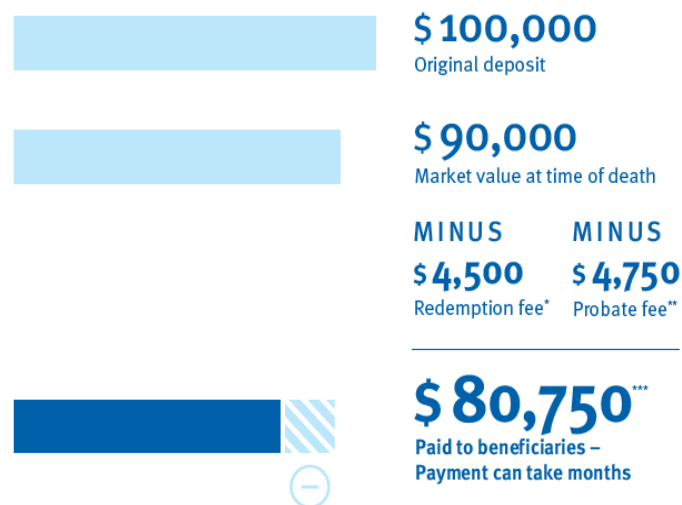 $100,000
Original deposit
$90,000
Market value at time of death
MINUS MINUS
$4,500 $4,750
Redemption fee* Probate fee**
$80,750***
Paid to beneficiaries –
Payment can take months